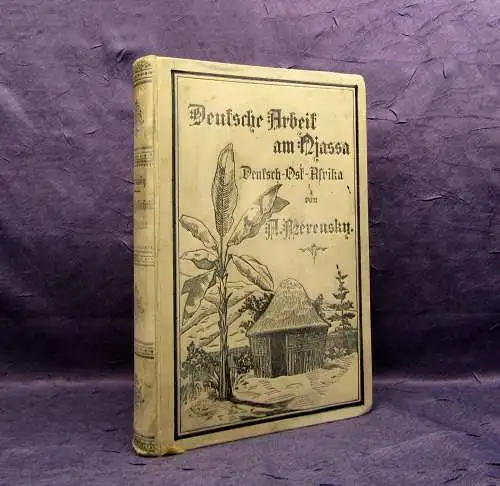 Deutsche Arbeit
am Njassa
Deutsch-Ost-Afrika
von
A. Merensky.